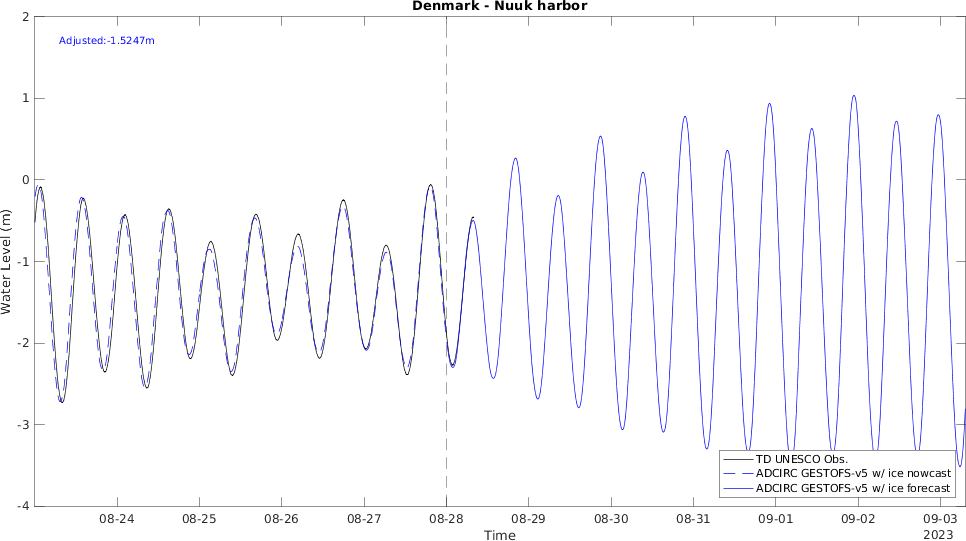 Denmark - Nuuk harbor
Adjusted:-1.5247m
2
1
0
-1
-2
-3
-4
Water Level (m)
TD UNESCO Obs.
ADCIRC GESTOFS-v5 w/ ice nowcast
ADCIRC GESTOFS-v5 w/ ice forecast
08-24 08-25 08-26 08-27 08-28 08-29 08-30 08-31 09-01 09-02 09-03
2023
Time